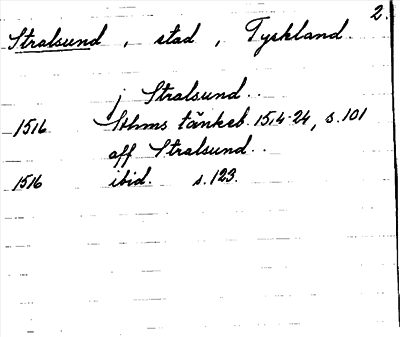 2.
Stralsund, stad, Tyskland.
j Stralsund..
1516 Sthms tänkeb. 1514-24, s.101
aff Stralsund..
1516 ibid. s.123.